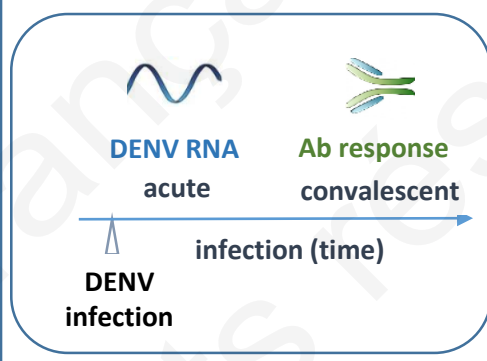 DENV RNA
acute
Ab response
convalescent
infection (time)
DENV
infection